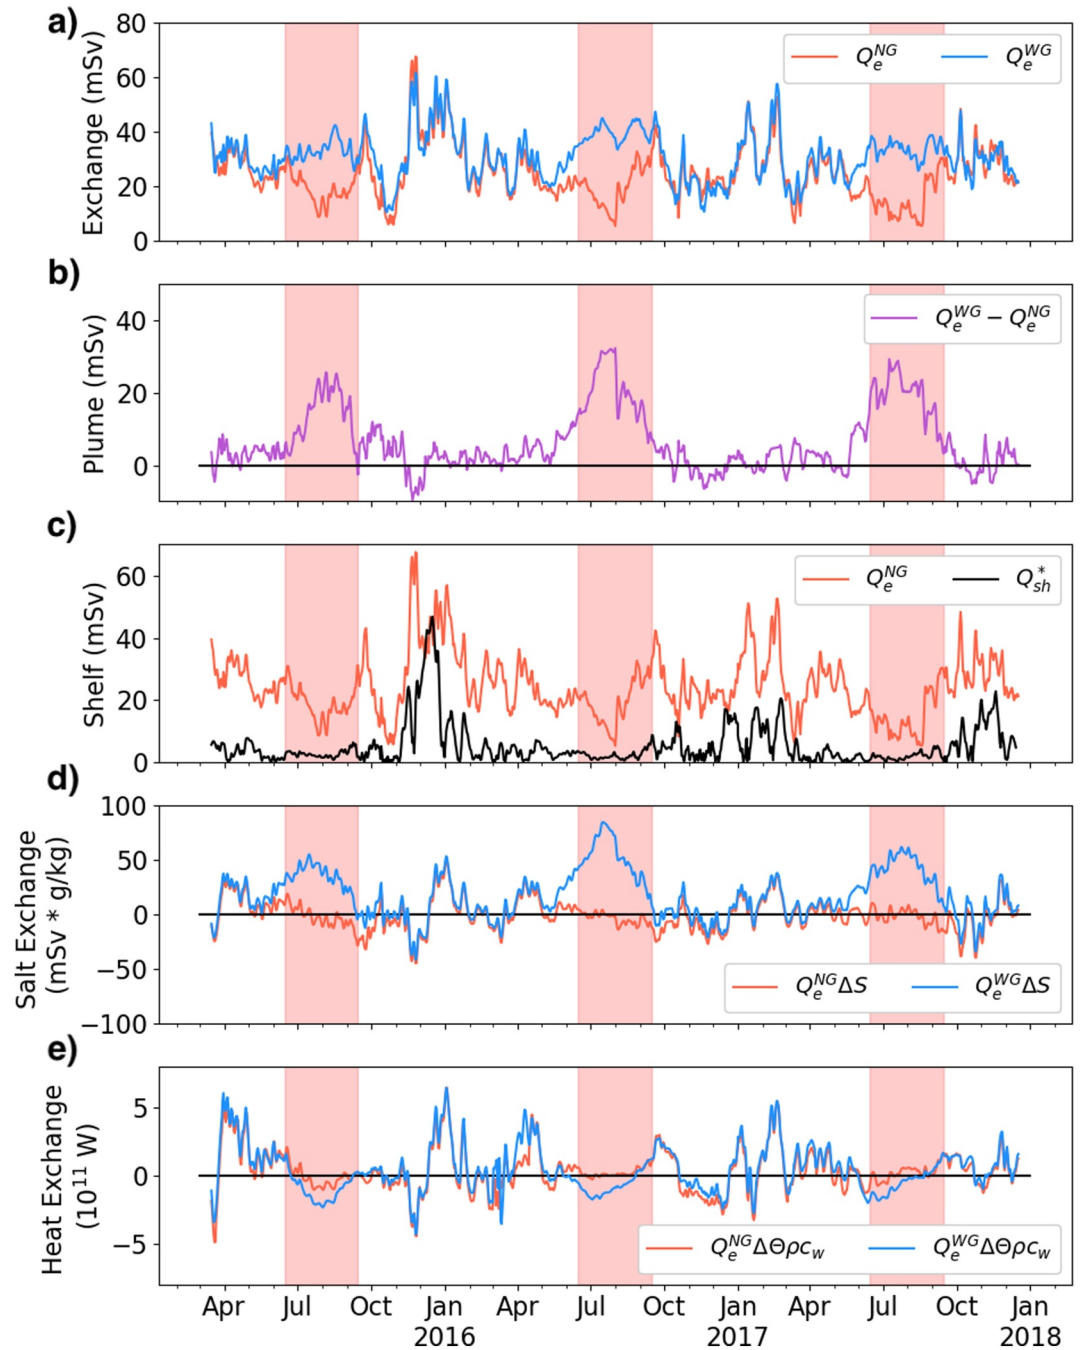 a)
Exchange (mSv)
80
60
40
20
0
Q_e^{NG} Q_e^{WG}
b)
Plume (mSv)
40
20
0
Q_e^{WG} − Q_e^{NG}
c)
Shelf (mSv)
60
40
20
0
Q_e^{NG} Q_{sh}^*
d)
Salt Exchange
(mSv * g/kg)
100
50
0
−50
−100
Q_e^{NG}ΔS Q_e^{WG}ΔS
e)
Heat Exchange
(10^{11} W)
5
0
−5
Q_e^{NG}ΔΘρc_w Q_e^{WG}ΔΘρc_w
Apr Jul Oct Jan Apr Jul Oct Jan Apr Jul Oct Jan
2016 2017 2018